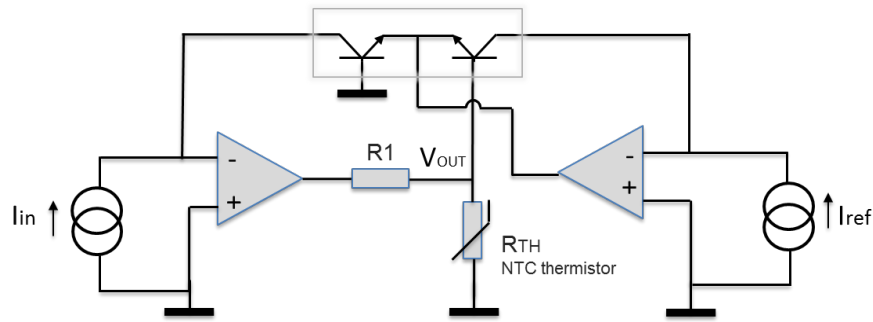 R1
VOUT
-
+
-
+
Iin
Iref
RTH
NTC thermistor